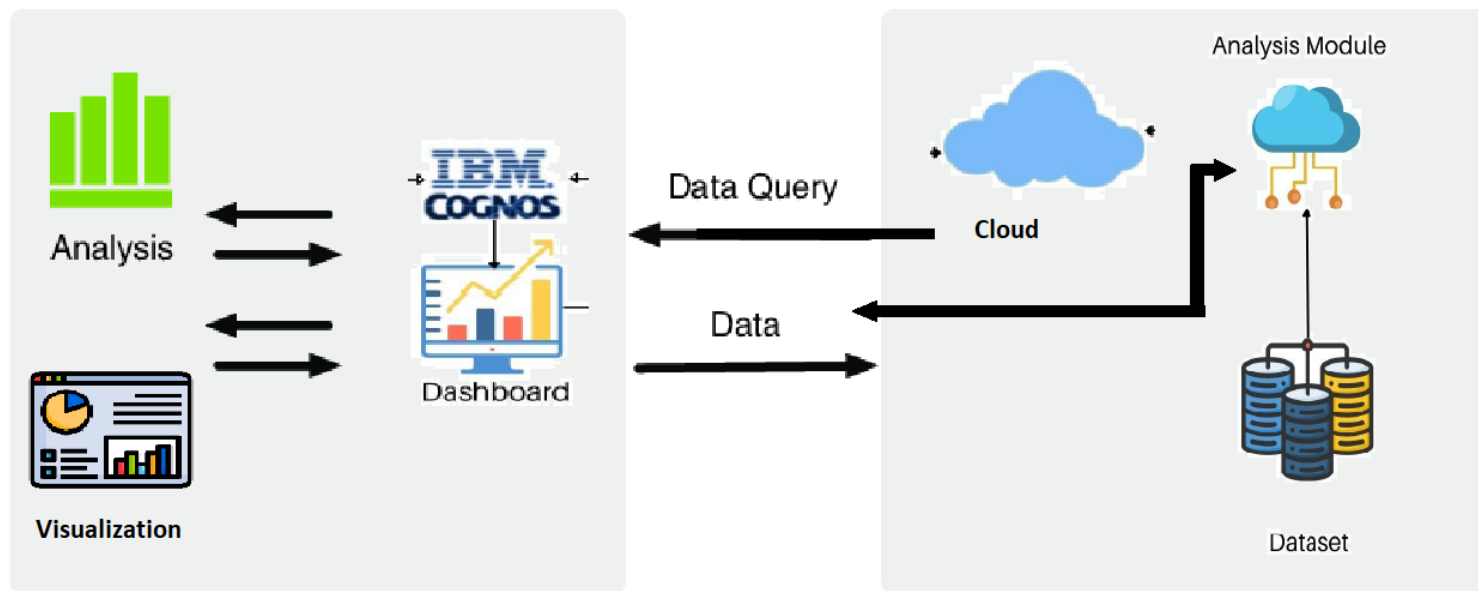 Analysis
Visualization
IBM
COGNOS
Dashboard
Data Query
Data
Cloud
Analysis Module
Dataset